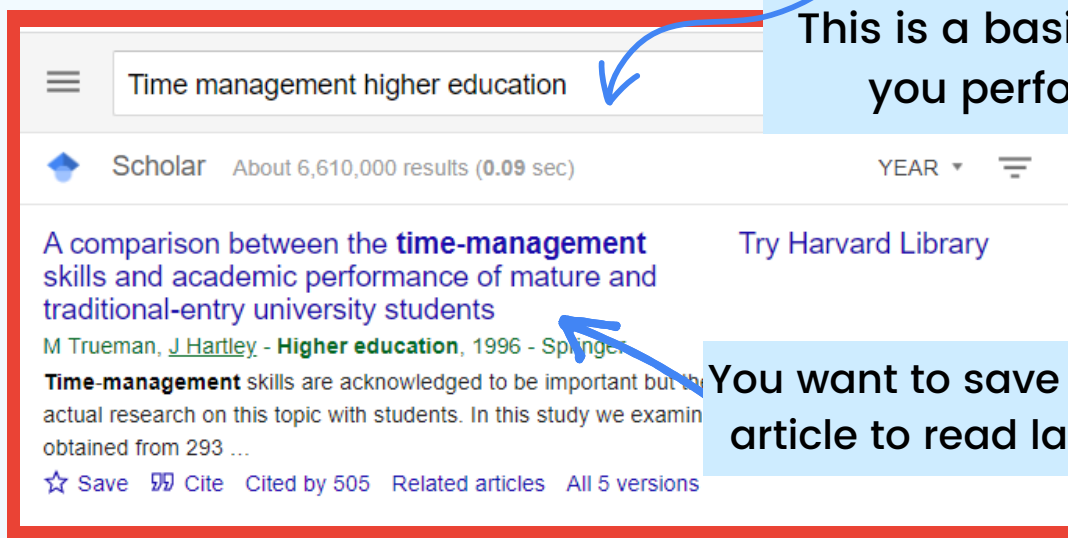 This is a basi
you perfo
Time management higher education
Scholar About 6,610,000 results (0.09 sec) YEAR
A comparison between the time-management
skills and academic performance of mature and
traditional-entry university students
Try Harvard Library
M Trueman, J Hartley - Higher education, 1996 - Springer
Time-management skills are acknowledged to be important but the
actual research on this topic with students. In this study we examin
obtained from 293 ...
You want to save
article to read la
Save Cite Cited by 505 Related articles All 5 versions